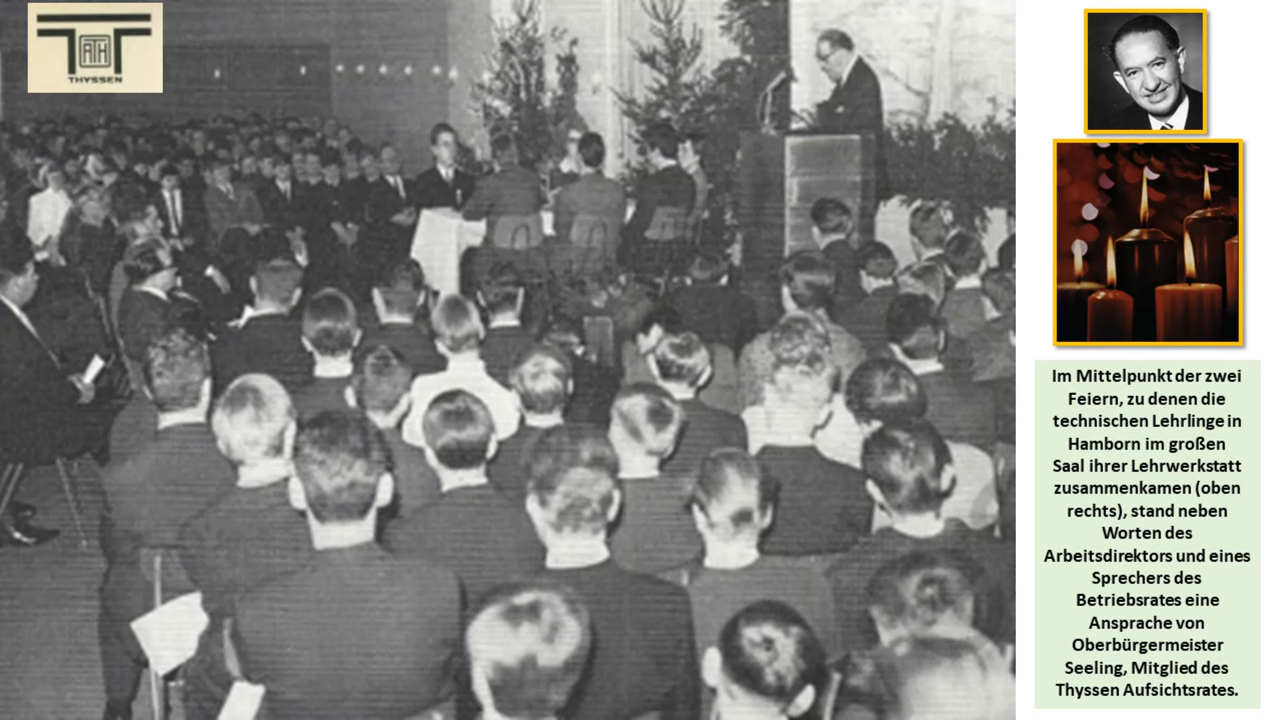 ATH
THYSSEN
Im Mittelpunkt der zwei
Feiern, zu denen die
technischen Lehrlinge in
Hamborn im großen
Saal ihrer Lehrwerkstatt
zusammenkamen (oben
rechts), stand neben
Worten des
Arbeitsdirektors und eines
Sprechers des
Betriebsrates eine
Ansprache von
Oberbürgermeister
Seeling, Mitglied des
Thyssen Aufsichtsrates.